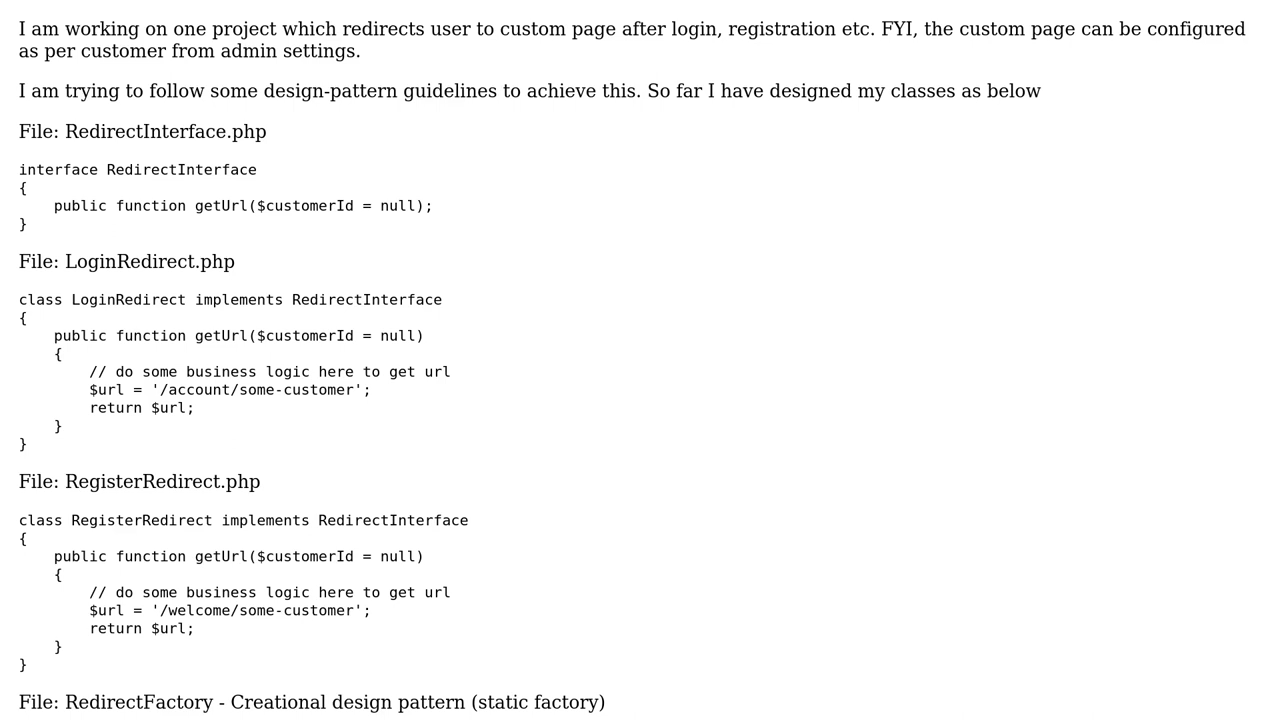 I am working on one project which redirects user to custom page after login, registration etc. FYI, the custom page can be configured
as per customer from admin settings.
I am trying to follow some design-pattern guidelines to achieve this. So far I have designed my classes as below
File: RedirectInterface.php
interface RedirectInterface
{
    public function getUrl($customerId = null);
}
File: LoginRedirect.php
class LoginRedirect implements RedirectInterface
{
    public function getUrl($customerId = null)
    {
        // do some business logic here to get url
        $url = '/account/some-customer';
        return $url;
    }
}
File: RegisterRedirect.php
class RegisterRedirect implements RedirectInterface
{
    public function getUrl($customerId = null)
    {
        // do some business logic here to get url
        $url = '/welcome/some-customer';
        return $url;
    }
}
File: RedirectFactory - Creational design pattern (static factory)